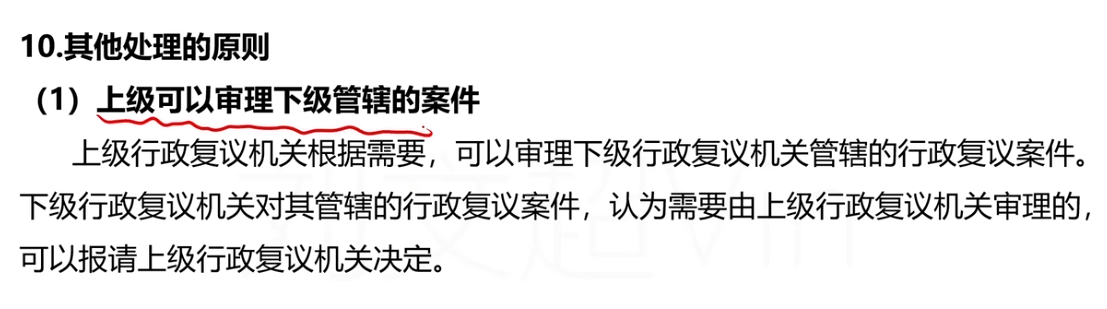 10.其他处理的原则
（1）上级可以审理下级管辖的案件
上级行政复议机关根据需要，可以审理下级行政复议机关管辖的行政复议案件。
下级行政复议机关对其管辖的行政复议案件，认为需要由上级行政复议机关审理的，
可以报请上级行政复议机关决定。